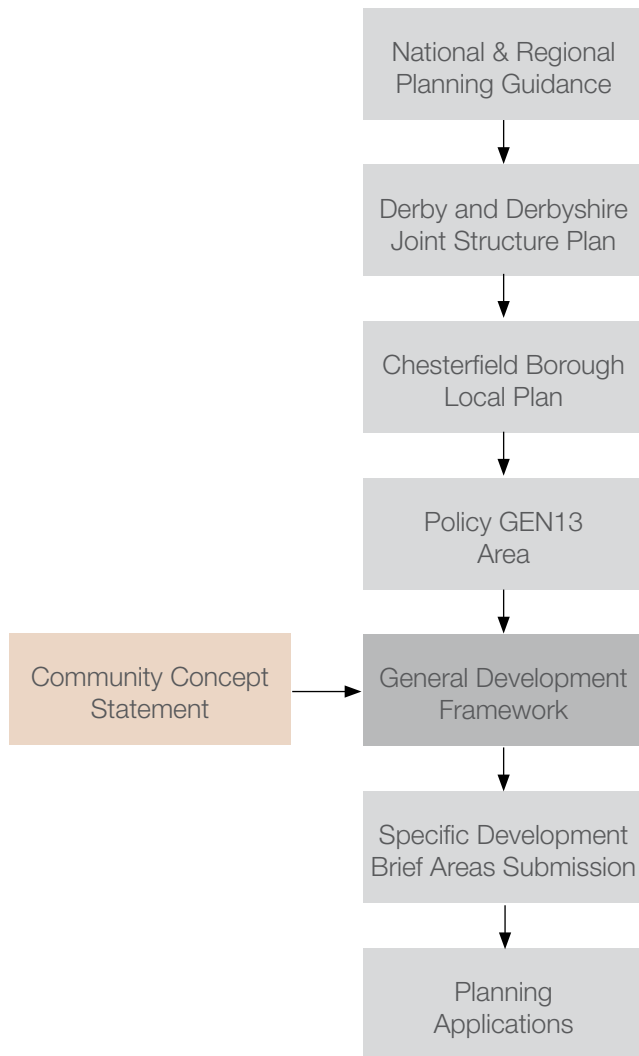 National & Regional
Planning Guidance
Derby and Derbyshire
Joint Structure Plan
Chesterfield Borough
Local Plan
Policy GEN13
Area
Community Concept
Statement
General Development
Framework
Specific Development
Brief Areas Submission
Planning
Applications